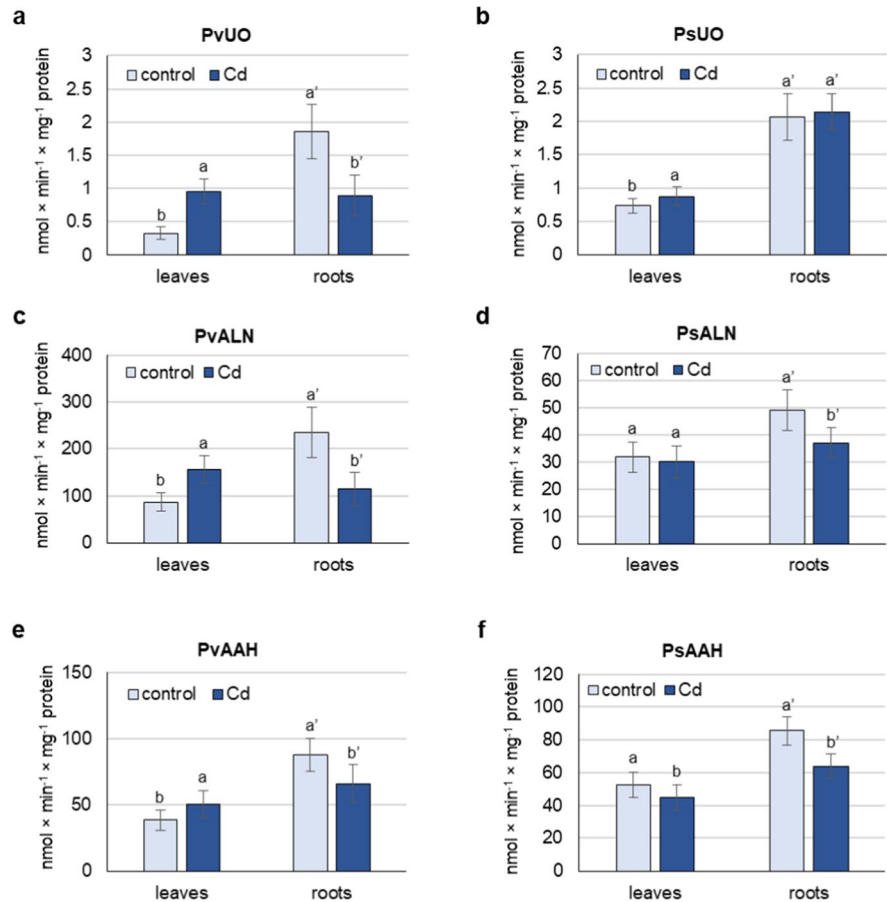 a
PvUO
nmol × min⁻¹ × mg⁻¹ protein
3
2.5
2
1.5
1
0.5
0
control Cd
b
a
a'
b'
leaves roots
b
PsUO
nmol × min⁻¹ × mg⁻¹ protein
3
2.5
2
1.5
1
0.5
0
control Cd
b
a
a'
a'
leaves roots
c
PvALN
nmol × min⁻¹ × mg⁻¹ protein
400
300
200
100
0
control Cd
b
a
a'
b'
leaves roots
d
PsALN
nmol × min⁻¹ × mg⁻¹ protein
70
60
50
40
30
20
10
0
control Cd
a
a
a'
b'
leaves roots
e
PvAAH
nmol × min⁻¹ × mg⁻¹ protein
150
100
50
0
control Cd
b
a
a'
b'
leaves roots
f
PsAAH
nmol × min⁻¹ × mg⁻¹ protein
120
100
80
60
40
20
0
control Cd
a
b
a'
b'
leaves roots